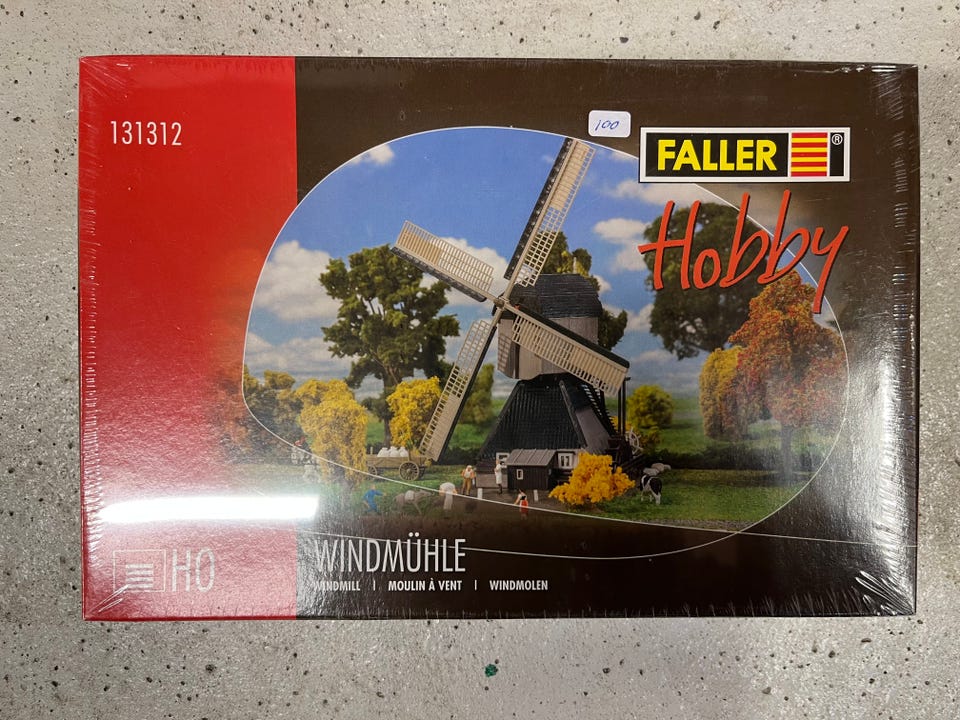 131312
100
FALLER ®
Hobby
H0
WINDMÜHLE
WINDMILL | MOULIN À VENT | WINDMOLEN